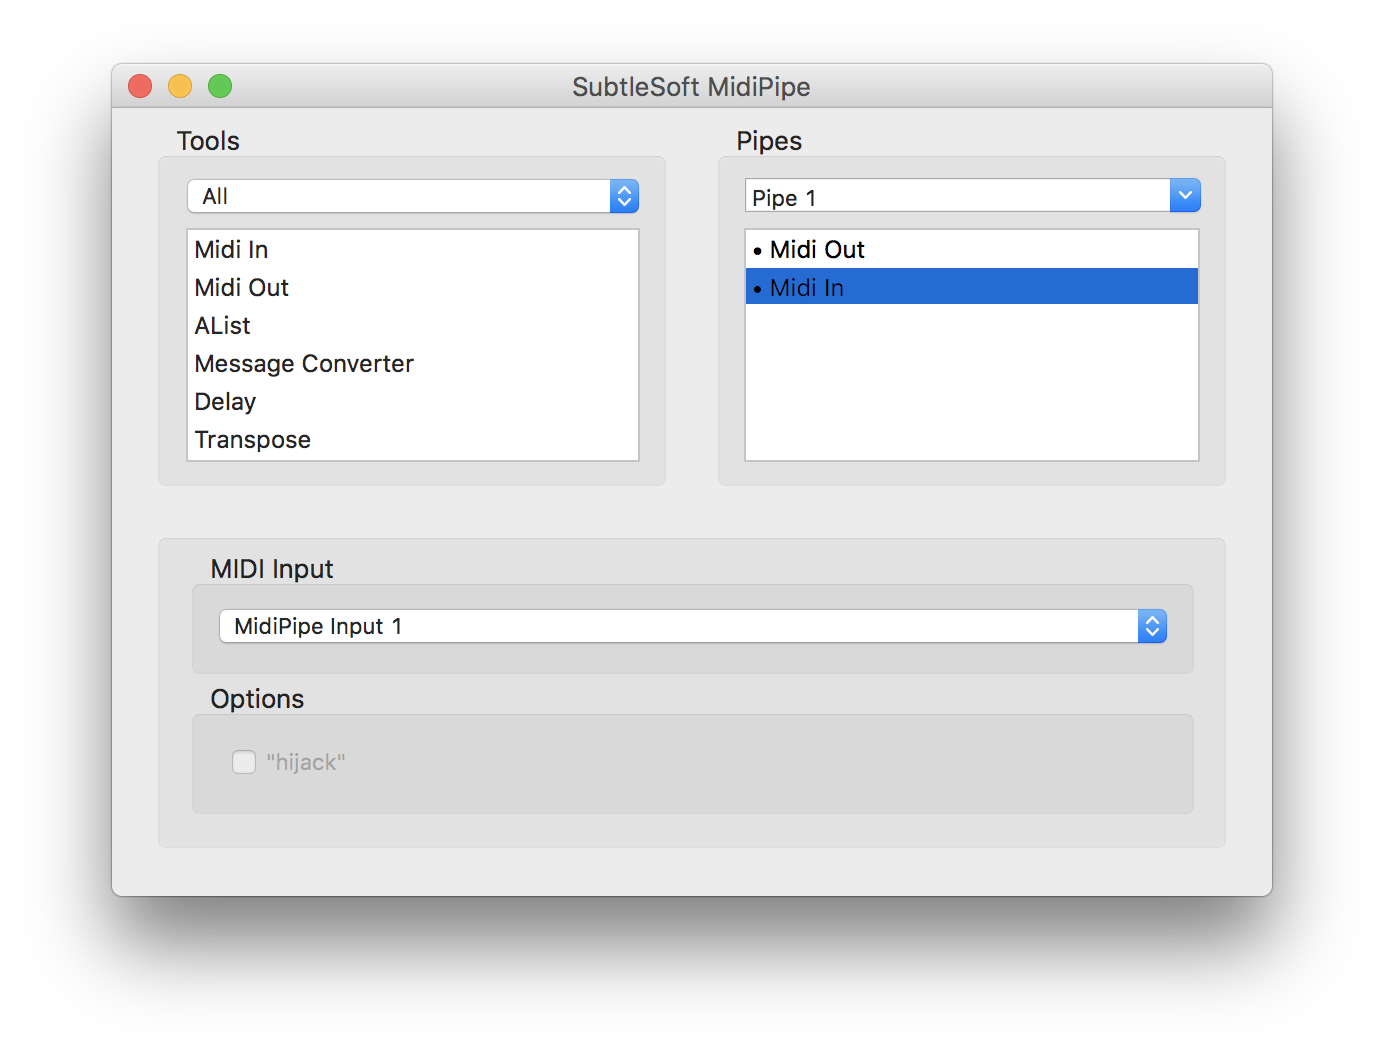 SubtleSoft MidiPipe
Tools
All
Midi In
Midi Out
AList
Message Converter
Delay
Transpose
Pipes
Pipe 1
• Midi Out
• Midi In
MIDI Input
MidiPipe Input 1
Options
"hijack"